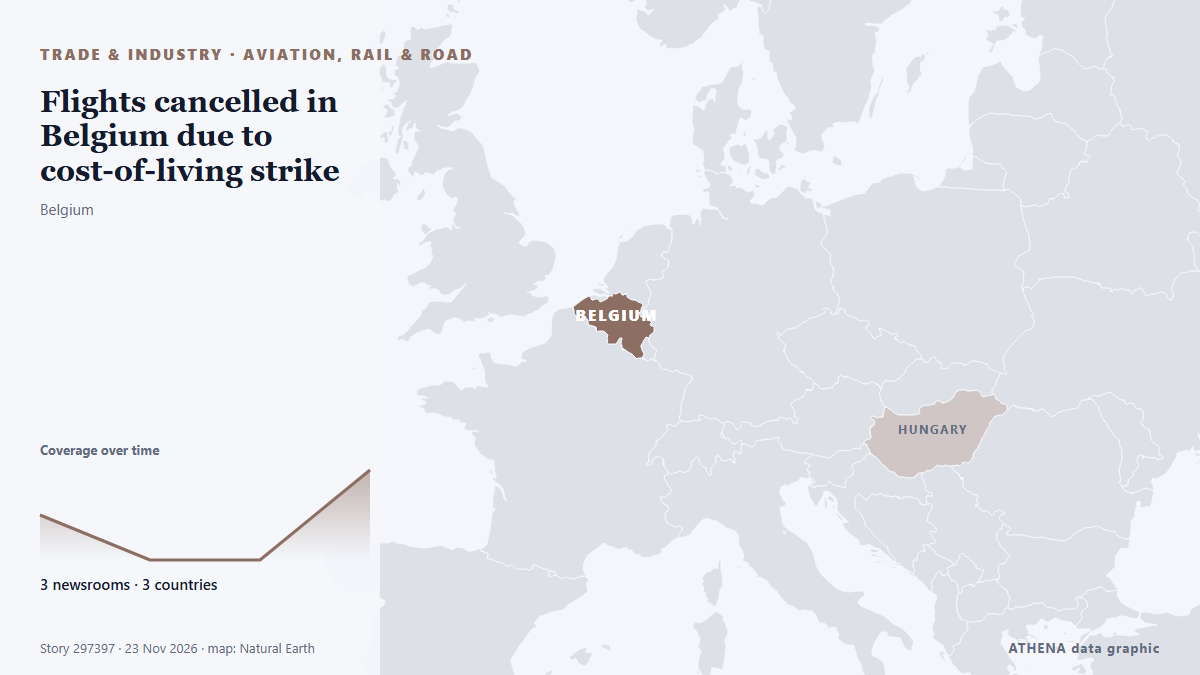 TRADE & INDUSTRY · AVIATION, RAIL & ROAD
Flights cancelled in
Belgium due to
cost-of-living strike
Belgium
BELGIUM
HUNGARY
Coverage over time
3 newsrooms · 3 countries
Story 297397 · 23 Nov 2026 · map: Natural Earth
ATHENA data graphic